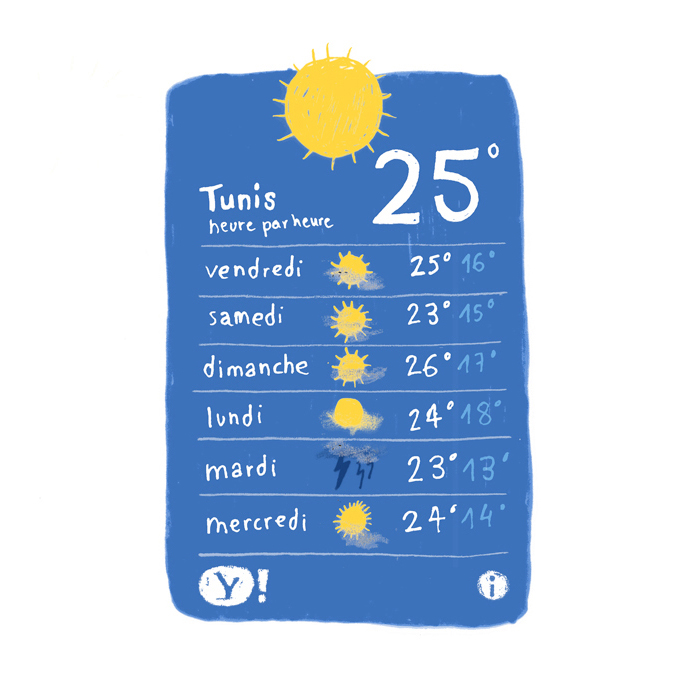 25°
Tunis
heure par heure
vendredi 25° 16°
samedi 23° 15°
dimanche 26° 17°
lundi 24° 18°
mardi 23° 13°
mercredi 24° 14°
Y! i